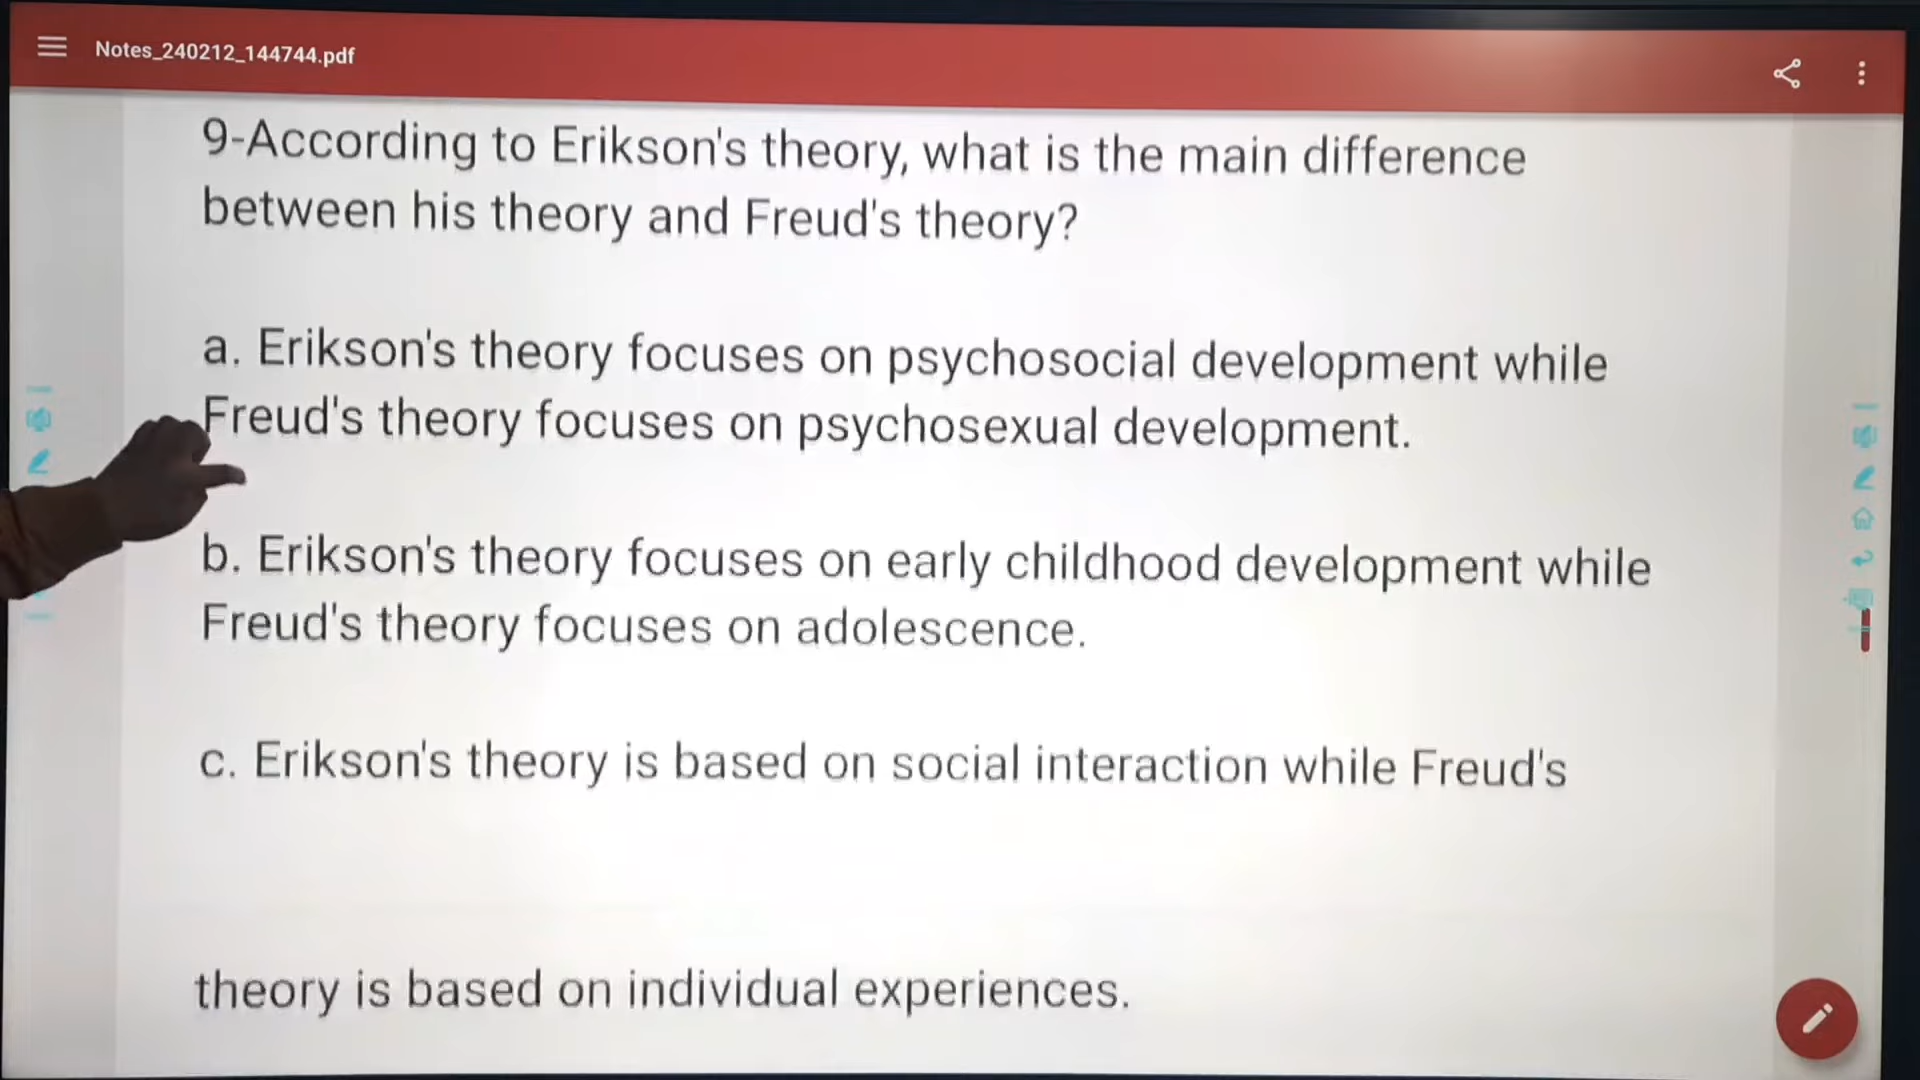 Notes_240212_144744.pdf
9-According to Erikson's theory, what is the main difference
between his theory and Freud's theory?
a. Erikson's theory focuses on psychosocial development while
Freud's theory focuses on psychosexual development.
b. Erikson's theory focuses on early childhood development while
Freud's theory focuses on adolescence.
c. Erikson's theory is based on social interaction while Freud's
theory is based on individual experiences.